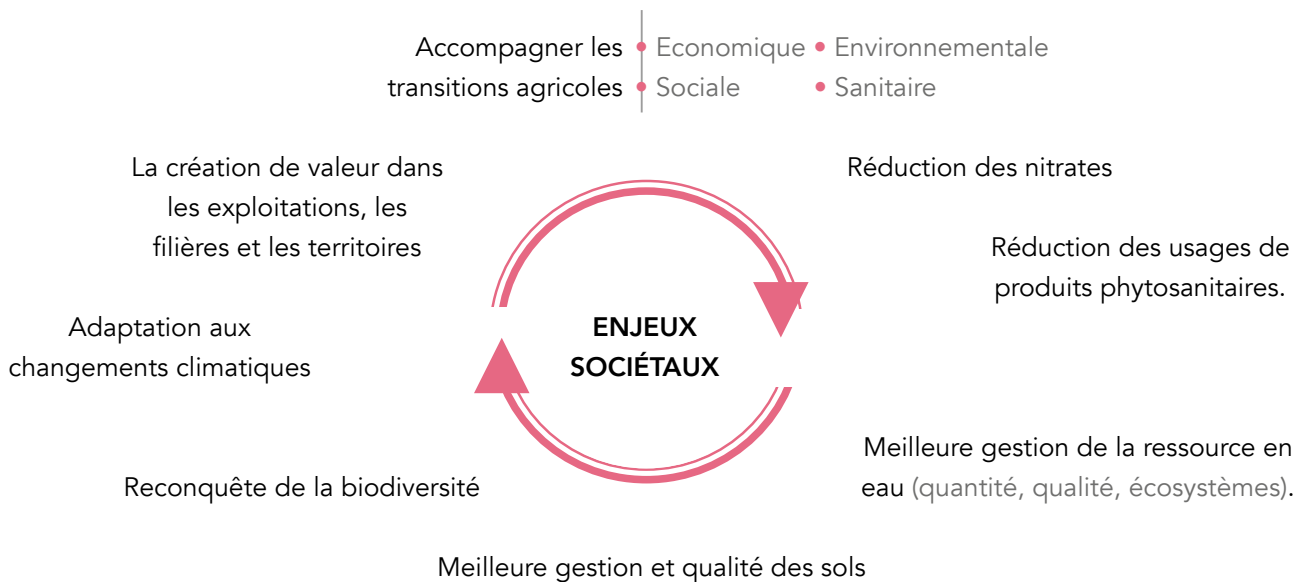 Accompagner les
transitions agricoles
• Economique • Environnementale
• Sociale • Sanitaire
La création de valeur dans
les exploitations, les
filières et les territoires
Réduction des nitrates
Réduction des usages de
produits phytosanitaires.
ENJEUX
SOCIÉTAUX
Adaptation aux
changements climatiques
Meilleure gestion de la ressource en
eau (quantité, qualité, écosystèmes).
Reconquête de la biodiversité
Meilleure gestion et qualité des sols